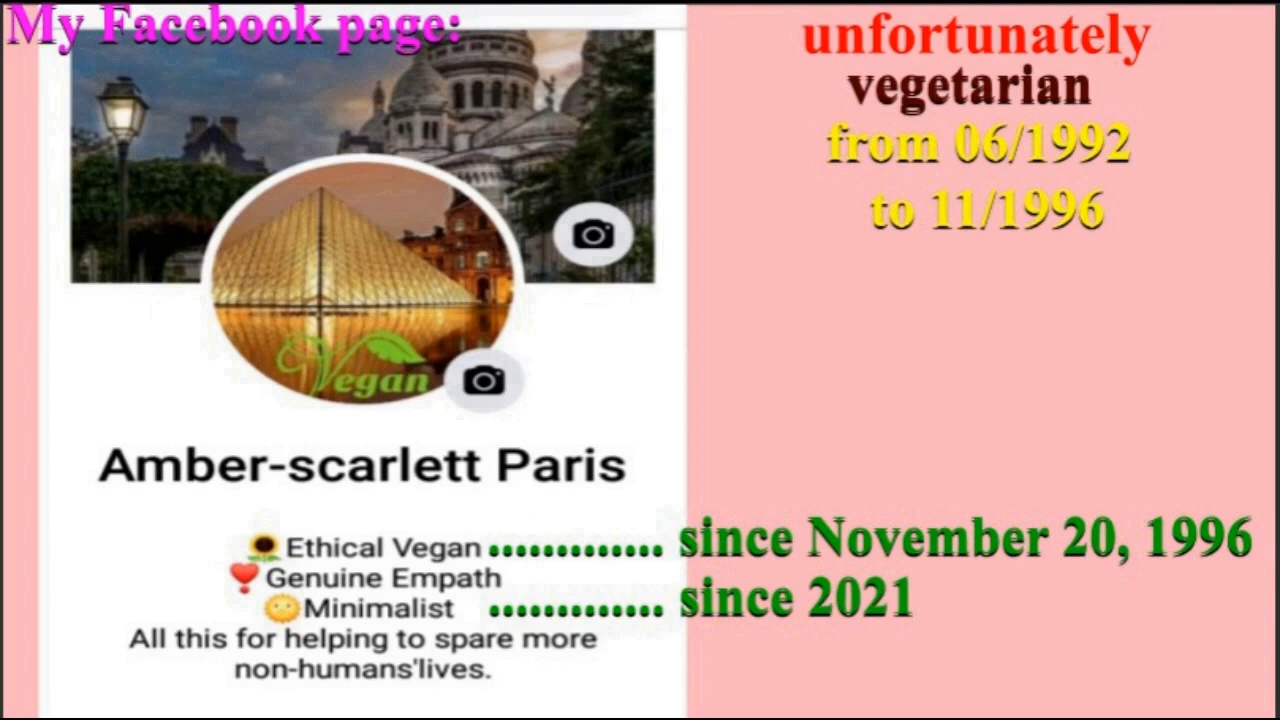 My Facebook page:
unfortunately
vegetarian
from 06/1992
to 11/1996
Vegan
Amber-scarlett Paris
🌻Ethical Vegan ............. since November 20, 1996
❣️Genuine Empath
🌝Minimalist ............. since 2021
All this for helping to spare more
non-humans'lives.